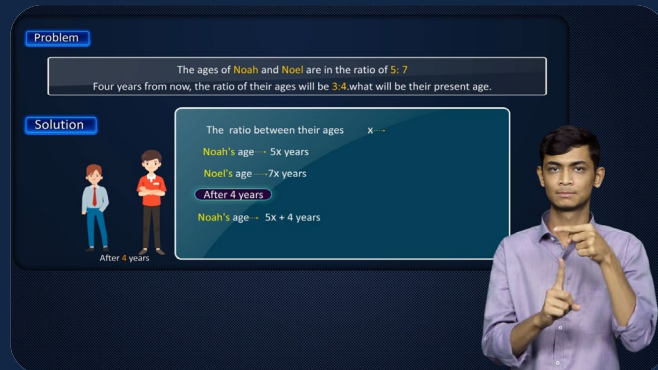 Problem
The ages of Noah and Noel are in the ratio of 5: 7
Four years from now, the ratio of their ages will be 3:4.what will be their present age.
Solution
The ratio between their ages x→
Noah's age→ 5x years
Noel's age→7x years
After 4 years
Noah's age→ 5x + 4 years
After 4 years